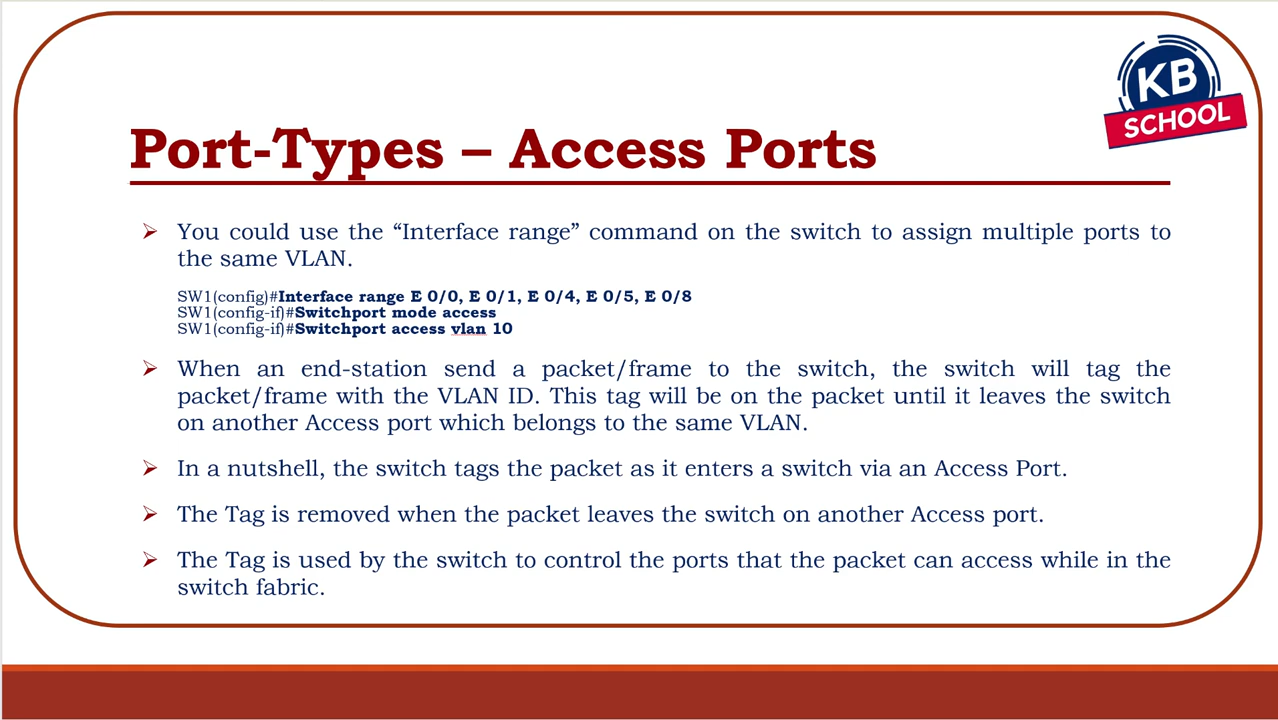 KB
SCHOOL
Port-Types – Access Ports
➢ You could use the “Interface range” command on the switch to assign multiple ports to
the same VLAN.
SW1(config)#Interface range E 0/0, E 0/1, E 0/4, E 0/5, E 0/8
SW1(config-if)#Switchport mode access
SW1(config-if)#Switchport access vlan 10
➢ When an end-station send a packet/frame to the switch, the switch will tag the
packet/frame with the VLAN ID. This tag will be on the packet until it leaves the switch
on another Access port which belongs to the same VLAN.
➢ In a nutshell, the switch tags the packet as it enters a switch via an Access Port.
➢ The Tag is removed when the packet leaves the switch on another Access port.
➢ The Tag is used by the switch to control the ports that the packet can access while in the
switch fabric.